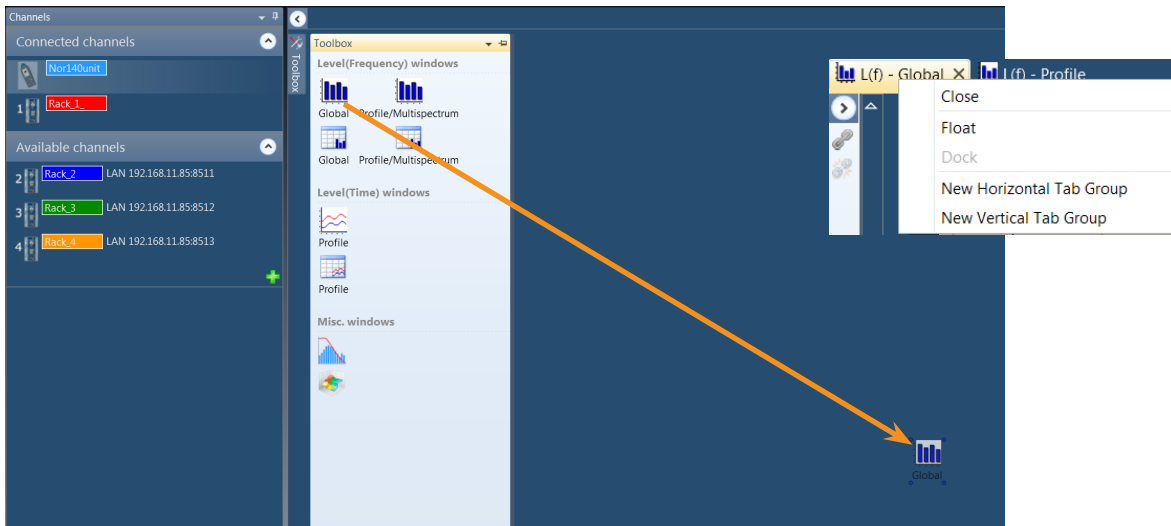 Channels
Connected channels
Nor140unit
1 Rack_1_
Available channels
2 Rack_2 LAN 192.168.11.85:8511
3 Rack_3 LAN 192.168.11.85:8512
4 Rack_4 LAN 192.168.11.85:8513
Toolbox
Toolbox
Level(Frequency) windows
Global Profile/Multispectrum
Global Profile/Multispectrum
Level(Time) windows
Profile
Profile
Misc. windows
Global
L(f) - Global L(f) - Profile
Close
Float
Dock
New Horizontal Tab Group
New Vertical Tab Group